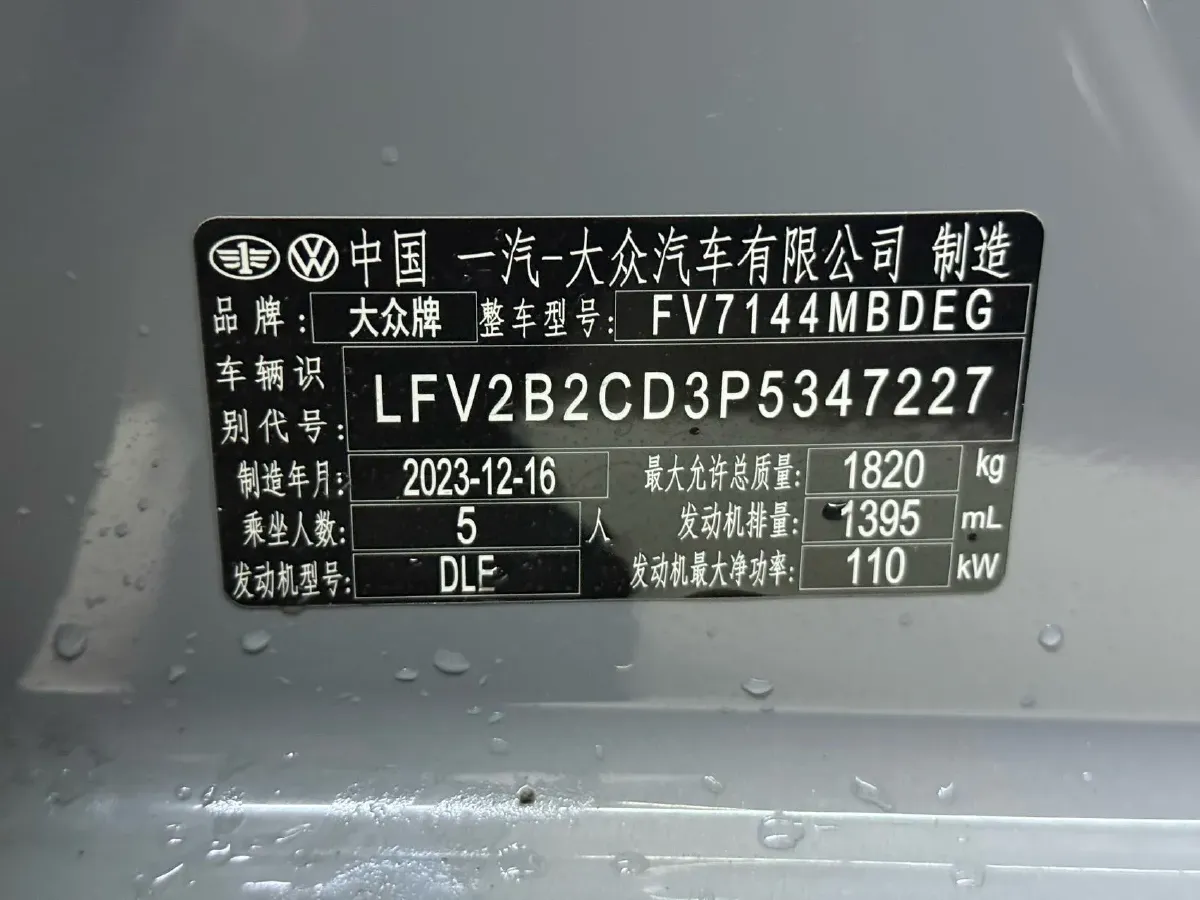 中国 一汽-大众汽车有限公司 制造
品牌: 大众牌 整车型号: FV7144MBDEG
车辆识别代号: LFV2B2CD3P5347227
制造年月: 2023-12-16 最大允许总质量: 1820 kg
乘坐人数: 5 人 发动机排量: 1395 mL
发动机型号: DLE 发动机最大净功率: 110 kW